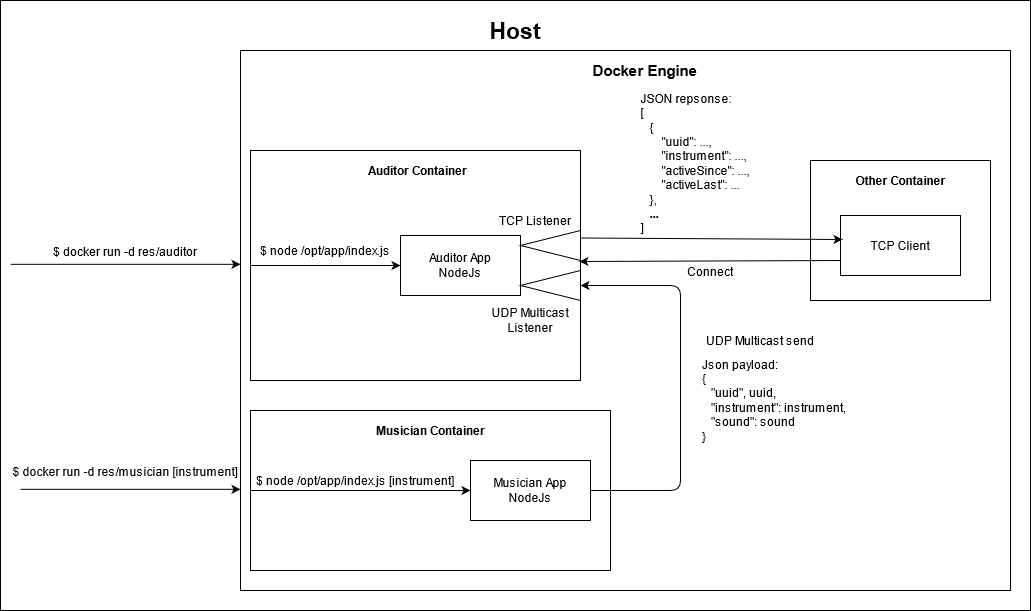 Host
Docker Engine
JSON repsonse:
[
{
"uuid": ...,
"instrument": ...,
"activeSince": ...,
"activeLast": ...
},
...
]
Auditor Container
Other Container
TCP Listener
$ docker run -d res/auditor
$ node /opt/app/index.js
Auditor App
NodeJs
TCP Client
Connect
UDP Multicast
Listener
UDP Multicast send
Json payload:
{
"uuid", uuid,
"instrument": instrument,
"sound": sound
}
Musician Container
$ docker run -d res/musician [instrument]
$ node /opt/app/index.js [instrument]
Musician App
NodeJs